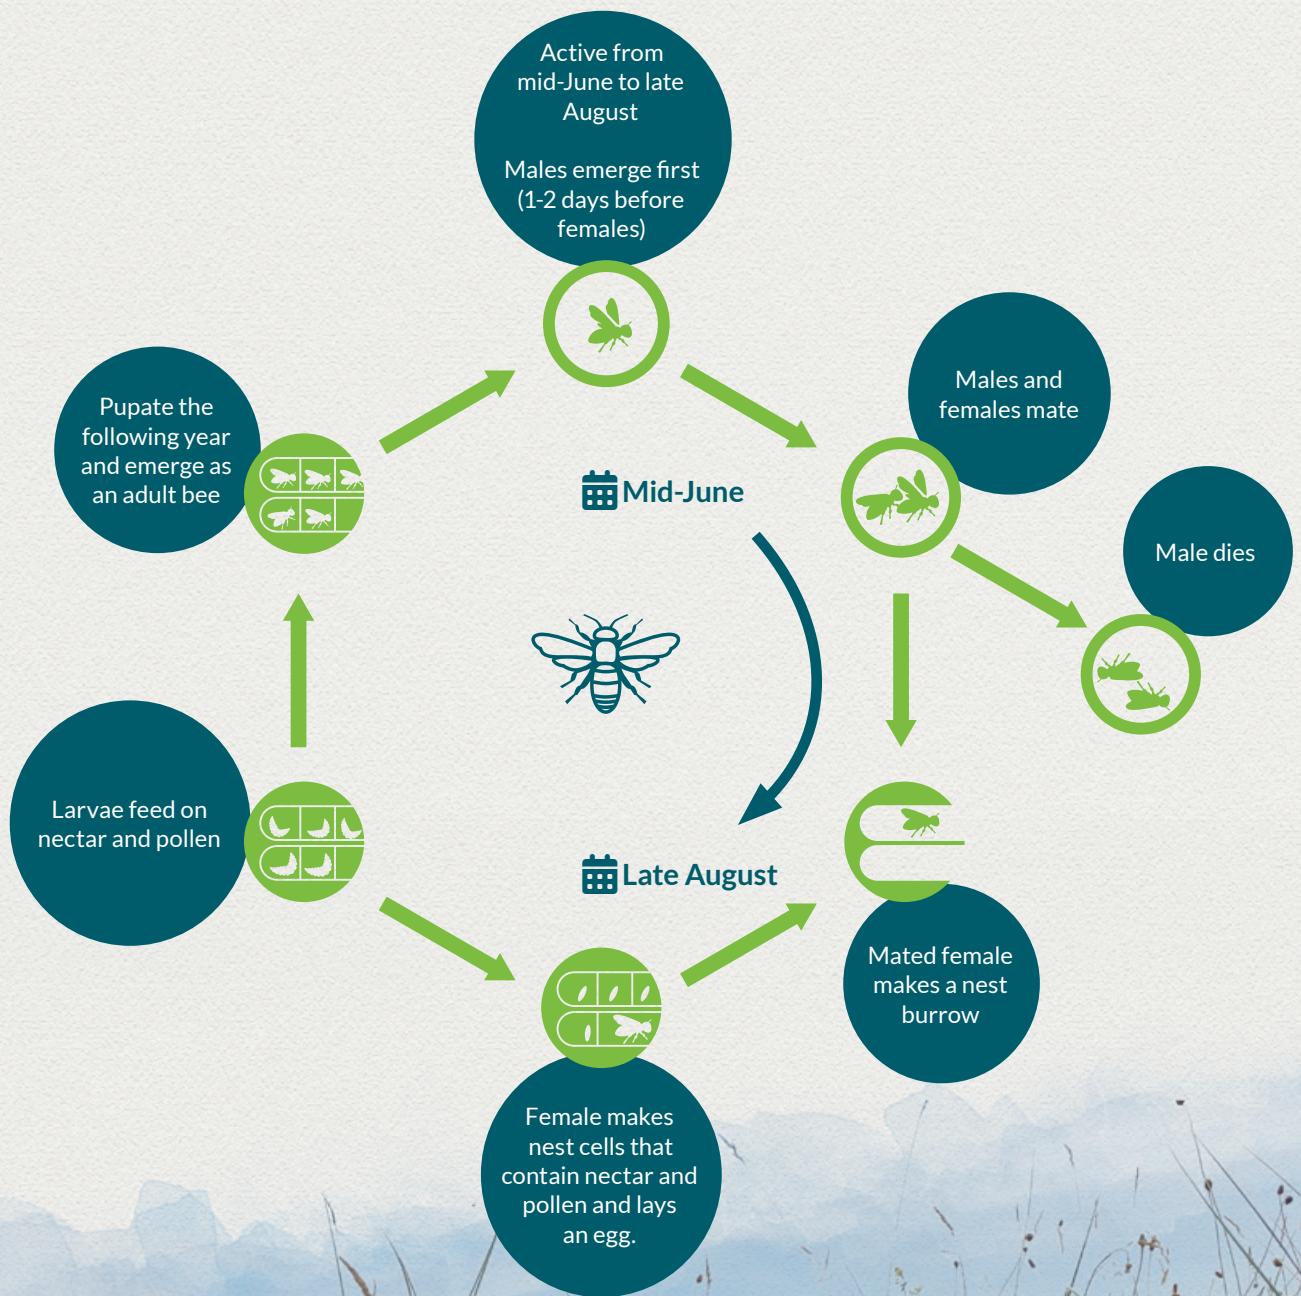 Active from
mid-June to late
August
Males emerge first
(1-2 days before
females)
Males and
females mate
Male dies
Mated female
makes a nest
burrow
Female makes
nest cells that
contain nectar and
pollen and lays
an egg.
Larvae feed on
nectar and pollen
Pupate the
following year
and emerge as
an adult bee
Mid-June
Late August